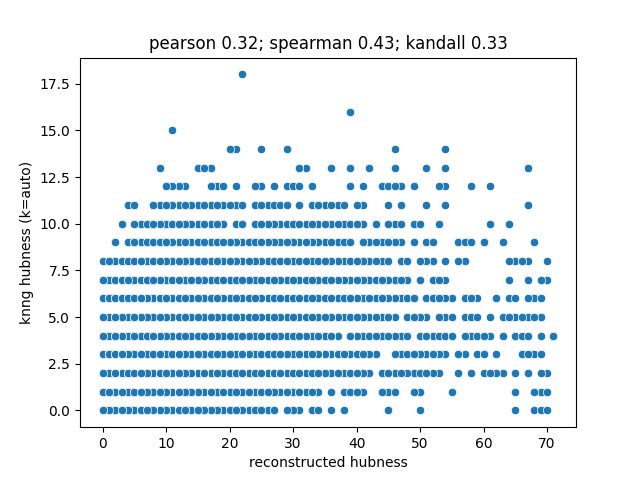 pearson 0.32; spearman 0.43; kandall 0.33
17.5
15.0
12.5
10.0
7.5
5.0
2.5
0.0
knng hubness (k=auto)
0 10 20 30 40 50 60 70
reconstructed hubness